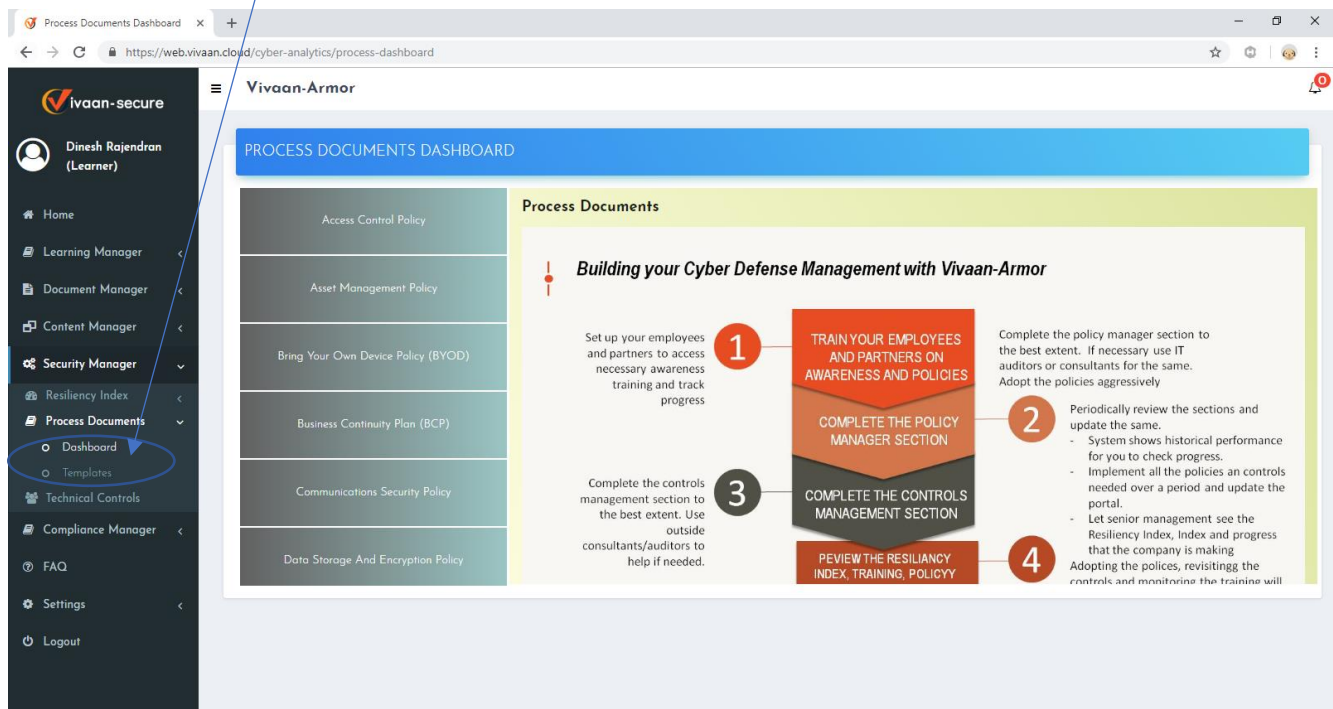 Process Documents Dashboard
https://web.vivaan.cloud/cyber-analytics/process-dashboard
Vivaan-secure
Vivaan-Armor
0
Dinesh Rajendran
(Learner)
Home
Learning Manager
Document Manager
Content Manager
Security Manager
Resiliency Index
Process Documents
Dashboard
Templates
Technical Controls
Compliance Manager
FAQ
Settings
Logout
PROCESS DOCUMENTS DASHBOARD
Access Control Policy
Asset Management Policy
Bring Your Own Device Policy (BYOD)
Business Continuity Plan (BCP)
Communications Security Policy
Data Storage And Encryption Policy
Process Documents
Building your Cyber Defense Management with Vivaan-Armor
Set up your employees
and partners to access
necessary awareness
training and track
progress
1
TRAIN YOUR EMPLOYEES
AND PARTNERS ON
AWARENESS AND POLICIES
Complete the policy manager section to
the best extent. If necessary use IT
auditors or consultants for the same.
Adopt the policies aggressively
COMPLETE THE POLICY
MANAGER SECTION
2
Periodically review the sections and
update the same.
- System shows historical performance
for you to check progress.
- Implement all the policies an controls
needed over a period and update the
portal.
- Let senior management see the
Resiliency Index, Index and progress
that the company is making
Adopting the polices, revisitingg the
controls and monitoring the training will
Complete the controls
management section to
the best extent. Use
outside
consultants/auditors to
help if needed.
3
COMPLETE THE CONTROLS
MANAGEMENT SECTION
PEVIEW THE RESILIANCY
INDEX, TRAINING, POLICYY
4